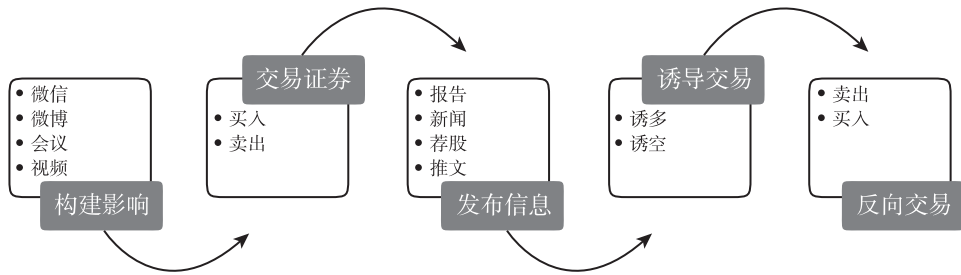 • 微信
• 微博
• 会议
• 视频
构建影响
交易证券
• 买入
• 卖出
• 报告
• 新闻
• 荐股
• 推文
发布信息
诱导交易
• 诱多
• 诱空
• 卖出
• 买入
反向交易